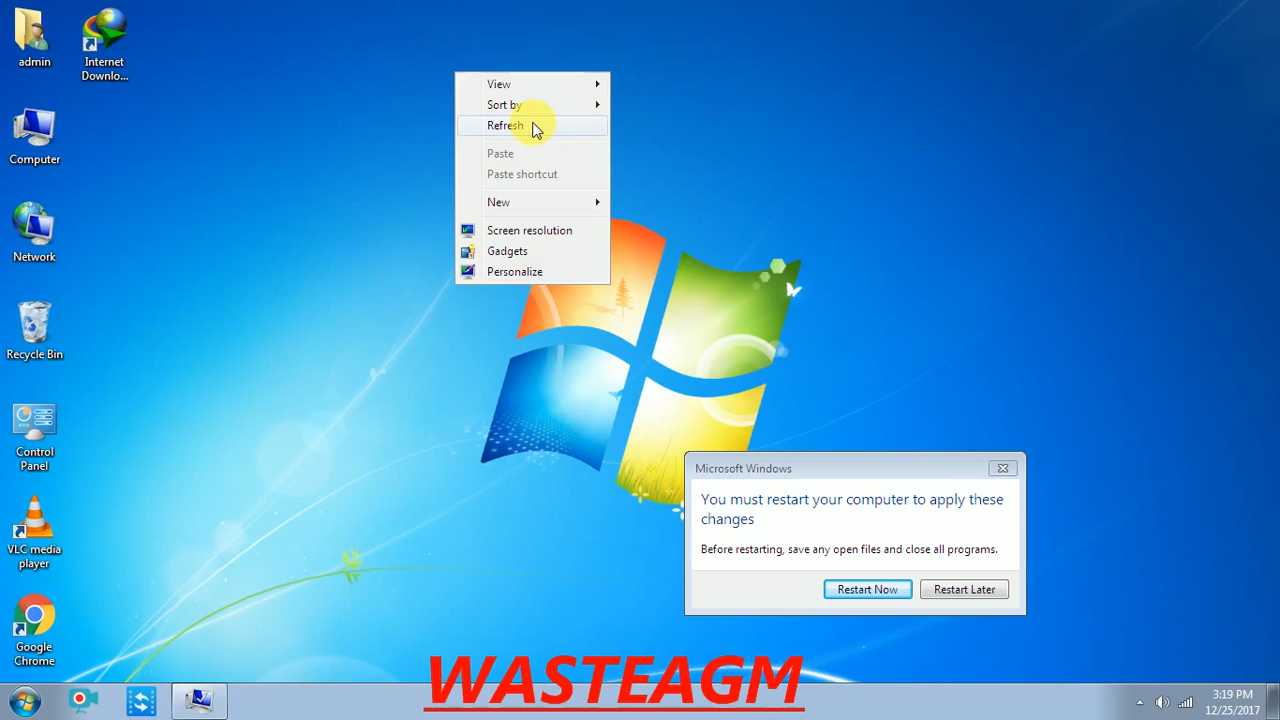 admin
Internet
Downlo...
Computer
Network
Recycle Bin
Control
Panel
VLC media
player
Google
Chrome
View
Sort by
Refresh
Paste
Paste shortcut
New
Screen resolution
Gadgets
Personalize
Microsoft Windows
You must restart your computer to apply these
changes
Before restarting, save any open files and close all programs.
Restart Now
Restart Later
WASTEAGM
3:19 PM
12/25/2017